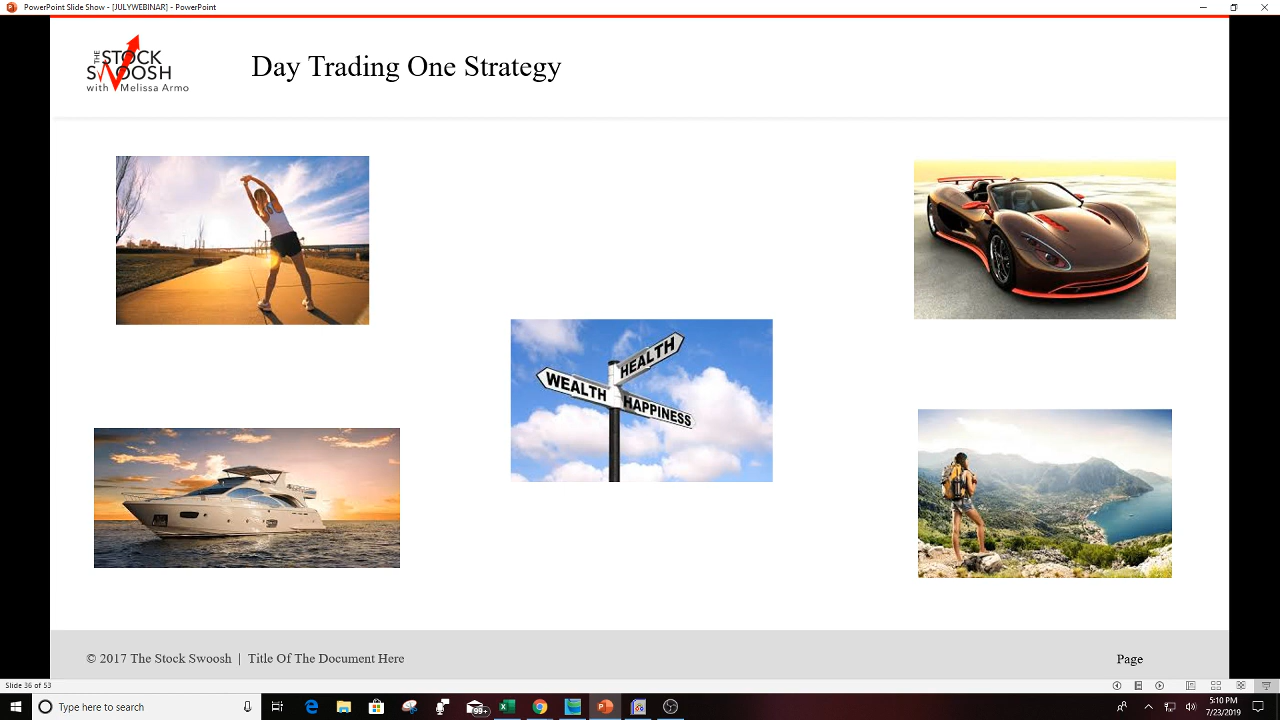 PowerPoint Slide Show - [JULYWEBINAR] - PowerPoint
THE STOCK
SWOOSH
with Melissa Armo
Day Trading One Strategy
HEALTH
WEALTH
HAPPINESS
© 2017 The Stock Swoosh | Title Of The Document Here
Page
Slide 36 of 53
Type here to search
99+
5:10 PM
7/23/2019